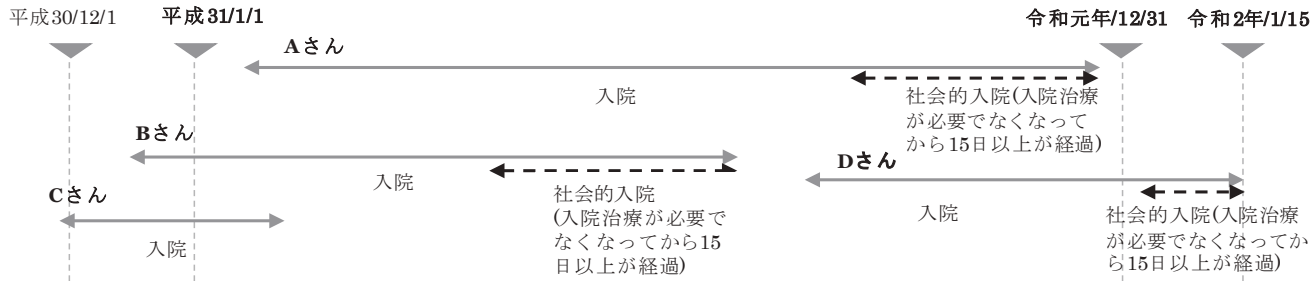 平成30/12/1
平成31/1/1
令和元年/12/31
令和2年/1/15
Aさん
入院
社会的入院(入院治療
が必要でなくなって
から15日以上が経過)
Bさん
入院
社会的入院
(入院治療が必要で
なくなってから15
日以上が経過)
Cさん
入院
Dさん
入院
社会的入院(入院治療
が必要でなくなってか
ら15日以上が経過)